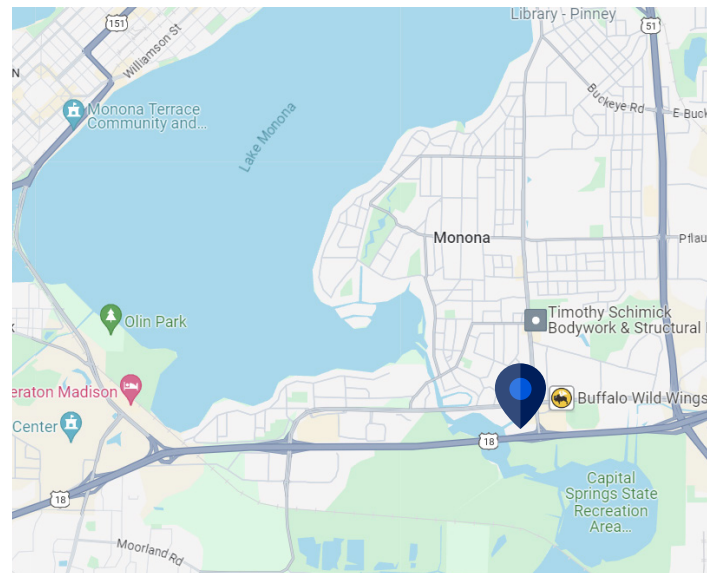 Library - Pinney
151
51
Williamson St
N
Buckeye Rd
E Buck
Monona Terrace
Community and...
Lake Monona
Monona
Pflau
Timothy Schimick
Bodywork & Structural
Olin Park
eraton Madison
Buffalo Wild Wings
Center
18
18
Capital
Springs State
Recreation
Area...
Moorland Rd